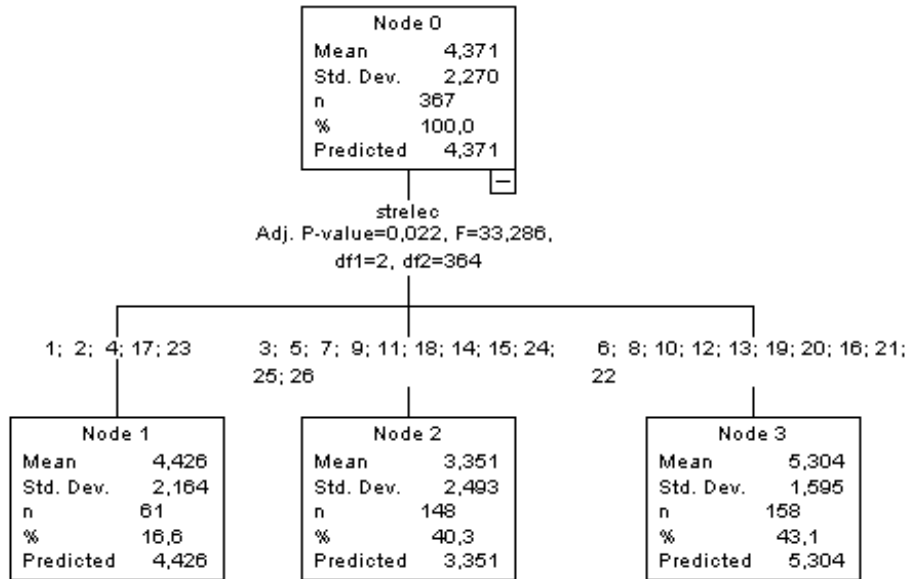 Node 0
Mean 4,371
Std. Dev. 2,270
n 367
% 100,0
Predicted 4,371
strelec
Adj. P-value=0,022, F=33,286,
df1=2, df2=364
1; 2; 4; 17; 23
3; 5; 7; 9; 11; 18; 14; 15; 24;
25; 26
6; 8; 10; 12; 13; 19; 20; 16; 21;
22
Node 1
Mean 4,426
Std. Dev. 2,164
n 61
% 16,6
Predicted 4,426
Node 2
Mean 3,351
Std. Dev. 2,493
n 148
% 40,3
Predicted 3,351
Node 3
Mean 5,304
Std. Dev. 1,595
n 158
% 43,1
Predicted 5,304